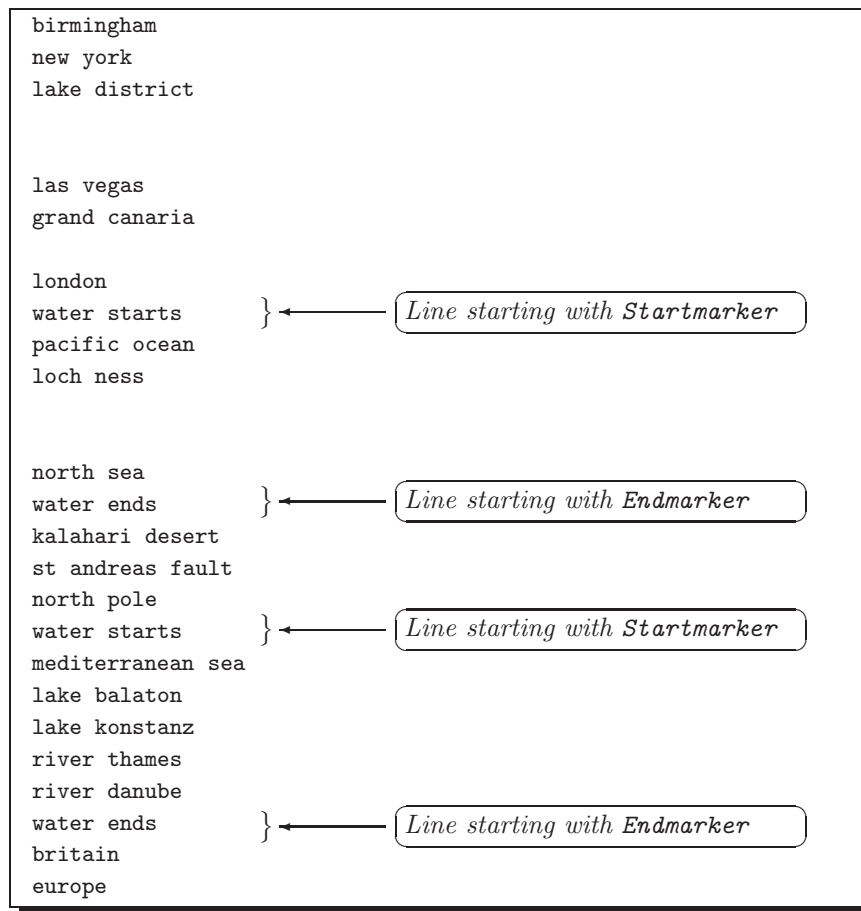 birmingham
new york
lake district
las vegas
grand canaria
london
water starts } Line starting with Startmarker
pacific ocean
loch ness
north sea
water ends } Line starting with Endmarker
kalahari desert
st andreas fault
north pole
water starts } Line starting with Startmarker
mediterranean sea
lake balaton
lake konstanz
river thames
river danube
water ends } Line starting with Endmarker
britain
europe